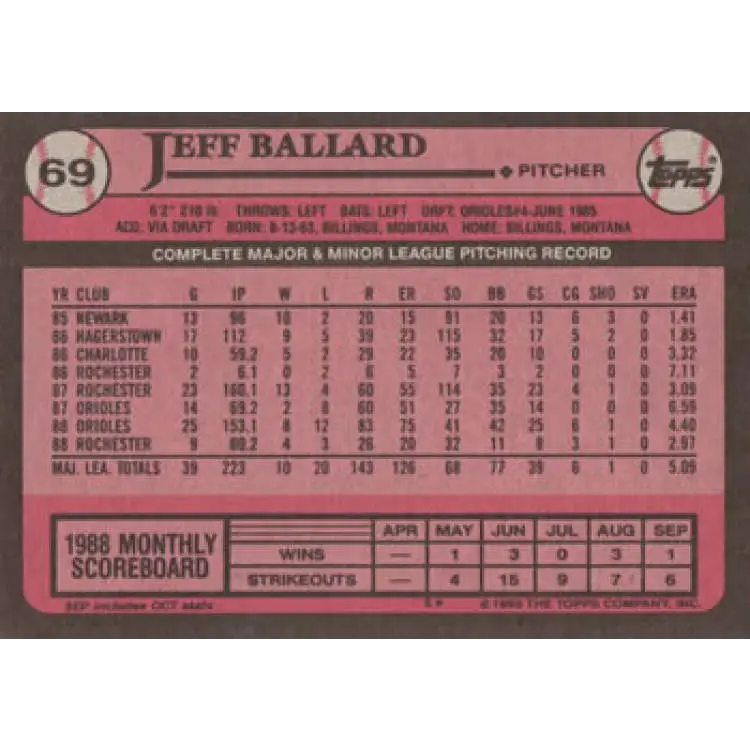 69
JEFF BALLARD
PITCHER
TOPPS
6'2" 210 lb THROWS: LEFT BATS: LEFT DRFT: ORIOLES #4-JUNE 1985
ACQ: VIA DRAFT BORN: 8-13-63, BILLINGS, MONTANA HOME: BILLINGS, MONTANA
COMPLETE MAJOR & MINOR LEAGUE PITCHING RECORD
YR CLUB G IP W L R ER SO BB GS CG SHO SV ERA
85 NEWARK 13 96 10 2 20 15 91 20 13 6 3 0 1.41
86 HAGERSTOWN 17 112 9 5 39 23 115 32 17 5 2 0 1.85
86 CHARLOTTE 10 59.2 5 2 29 22 35 20 10 0 0 0 3.32
86 ROCHESTER 2 6.1 0 2 6 5 7 3 2 0 0 0 7.11
87 ROCHESTER 23 160.1 13 4 60 55 114 35 23 4 1 0 3.09
87 ORIOLES 14 69.2 2 8 60 51 27 35 14 0 0 0 6.59
88 ORIOLES 25 153.1 8 12 83 75 41 42 25 6 1 0 4.40
88 ROCHESTER 9 60.2 4 3 26 20 32 11 8 3 1 0 2.97
MAJ. LEA. TOTALS 39 223 10 20 143 126 68 77 39 6 1 0 5.09
1988 MONTHLY SCOREBOARD
APR MAY JUN JUL AUG SEP
WINS — 1 3 0 3 1
STRIKEOUTS — 4 15 9 7 6
SEP includes OCT stats
© 1989 THE TOPPS COMPANY, INC.